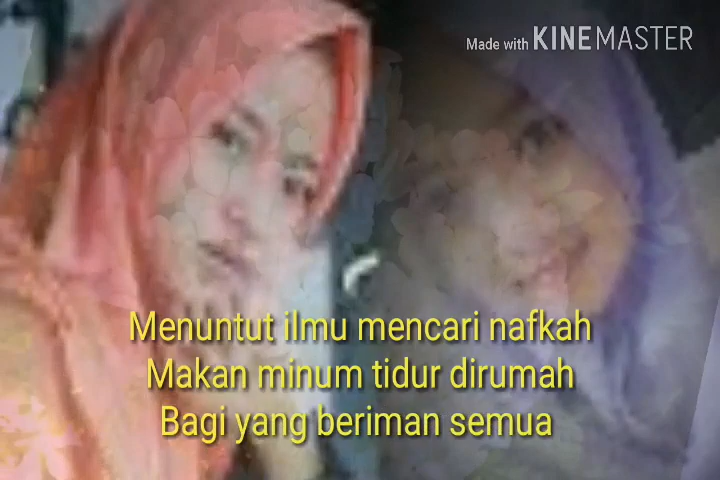 Made with KINEMASTER
Menuntut ilmu mencari nafkah
Makan minum tidur dirumah
Bagi yang beriman semua